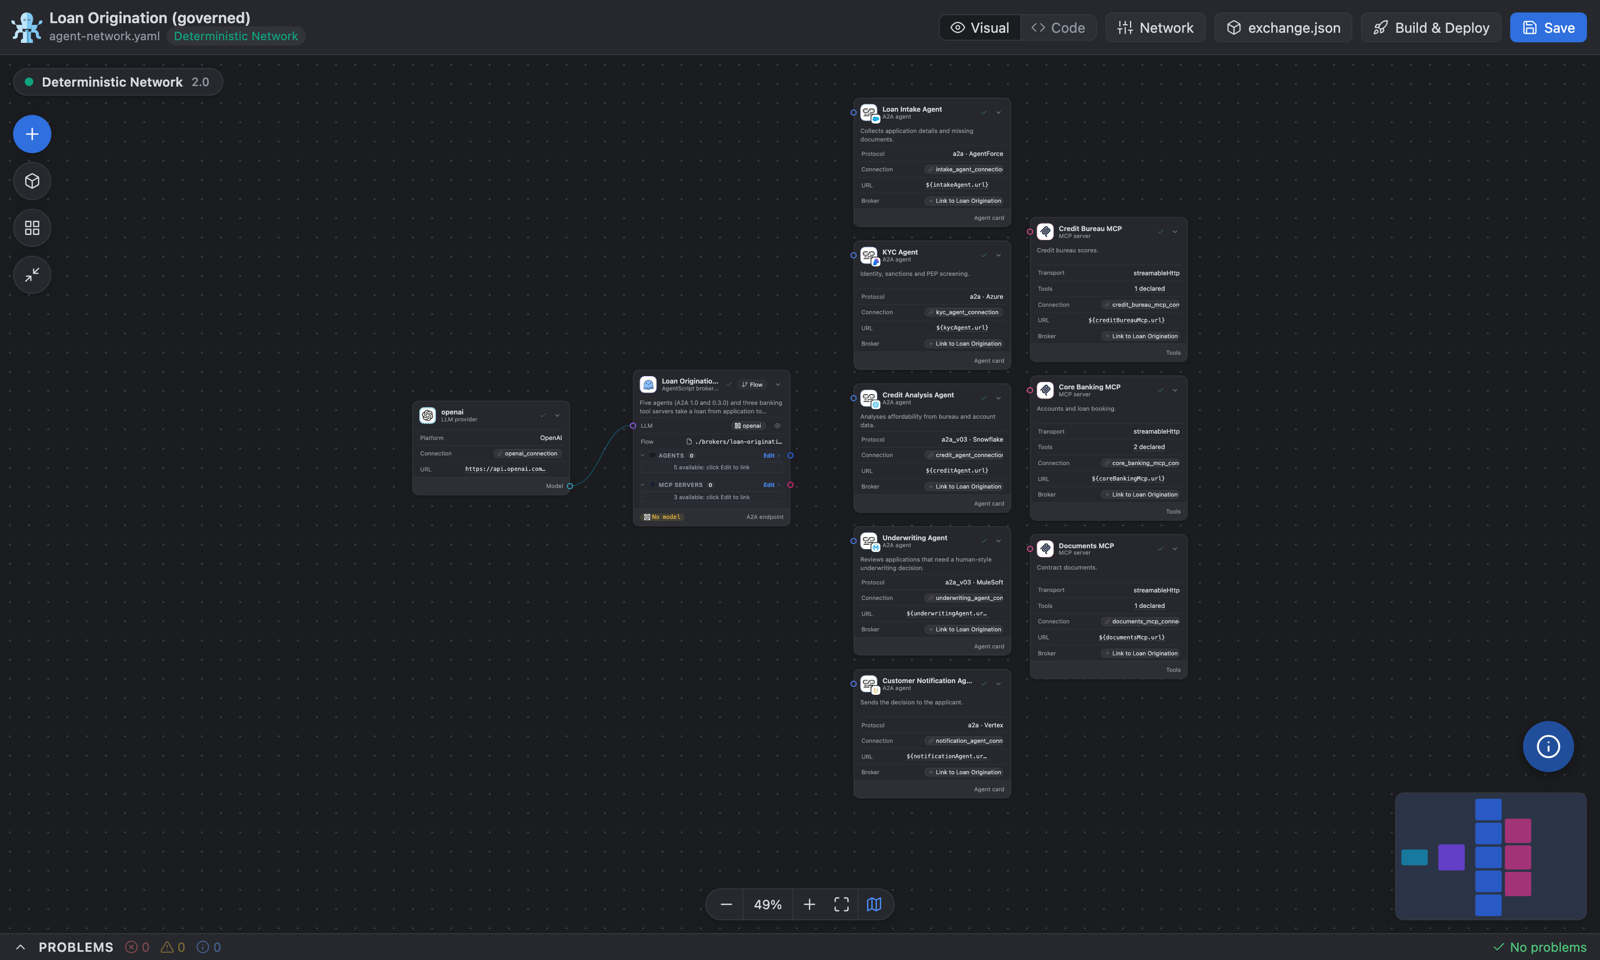 Loan Origination (governed)
agent-network.yaml Deterministic Network
Visual Code Network exchange.json Build & Deploy Save
Deterministic Network 2.0
openai
LLM provider
Platform OpenAI
Connection openai_connection
URL https://api.openai.com…
Model
Loan Originatio… Flow
AgentScript broker…
Five agents (A2A 1.0 and 0.3.0) and three banking
tool servers take a loan from application to…
LLM openai
Flow ./brokers/loan-originati…
AGENTS 0 Edit
5 available: click Edit to link
MCP SERVERS 0 Edit
3 available: click Edit to link
No model A2A endpoint
Loan Intake Agent
A2A agent
Collects application details and missing
documents.
Protocol a2a · AgentForce
Connection intake_agent_connectio
URL ${intakeAgent.url}
Broker + Link to Loan Origination
Agent card
KYC Agent
A2A agent
Identity, sanctions and PEP screening.
Protocol a2a · Azure
Connection kyc_agent_connection
URL ${kycAgent.url}
Broker + Link to Loan Origination
Agent card
Credit Analysis Agent
A2A agent
Analyses affordability from bureau and account
data.
Protocol a2a_v03 · Snowflake
Connection credit_agent_connection
URL ${creditAgent.url}
Broker + Link to Loan Origination
Agent card
Underwriting Agent
A2A agent
Reviews applications that need a human-style
underwriting decision.
Protocol a2a_v03 · MuleSoft
Connection underwriting_agent_con
URL ${underwritingAgent.ur…
Broker + Link to Loan Origination
Agent card
Customer Notification Ag…
A2A agent
Sends the decision to the applicant.
Protocol a2a · Vertex
Connection notification_agent_conn
URL ${notificationAgent.ur…
Broker + Link to Loan Origination
Agent card
Credit Bureau MCP
MCP server
Credit bureau scores.
Transport streamableHttp
Tools 1 declared
Connection credit_bureau_mcp_con
URL ${creditBureauMcp.url}
Broker + Link to Loan Origination
Tools
Core Banking MCP
MCP server
Accounts and loan booking.
Transport streamableHttp
Tools 2 declared
Connection core_banking_mcp_con
URL ${coreBankingMcp.url}
Broker + Link to Loan Origination
Tools
Documents MCP
MCP server
Contract documents.
Transport streamableHttp
Tools 1 declared
Connection documents_mcp_conne
URL ${documentsMcp.url}
Broker + Link to Loan Origination
Tools
49%
PROBLEMS 0 0 0
No problems